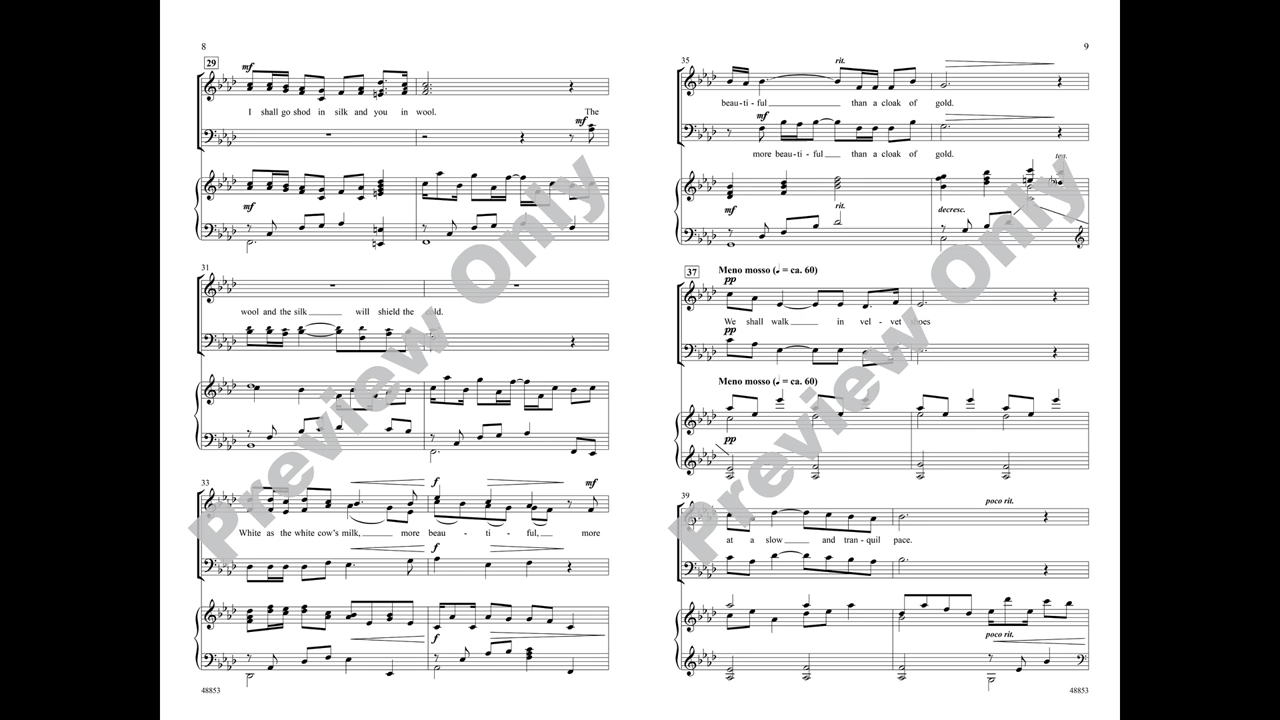 8
29
mf
I shall go shod in silk and you in wool. The
mf
mf
31
wool and the silk will shield the cold.
33
f
mf
White as the white cow's milk, more beau - ti - ful, more
f
f
48853
9
35
rit.
beau - ti - ful than a cloak of gold.
mf
more beau - ti - ful than a cloak of gold.
ten.
mf
rit.
decresc.
37
Meno mosso (♩. = ca. 60)
pp
We shall walk in vel - vet shoes
pp
Meno mosso (♩. = ca. 60)
pp
39
poco rit.
at a slow and tran - quil pace.
poco rit.
48853
Preview Only
Preview Only